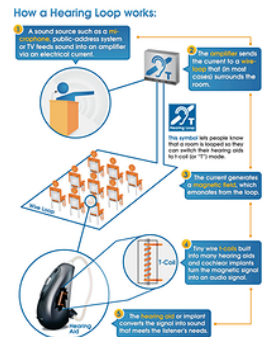 How a Hearing Loop works:
1
A sound source such as a mi-
crophone, public-address system
or TV feeds sound into an amplifier
via an electrical current.
2
The amplifier sends
the current to a wire-
loop that (in most
cases) surrounds the
room.
T
T
Hearing Loop
This symbol lets people know
that a room is looped so they
can switch their hearing aids
to t-coil (or "T") mode.
3
The current generates
a magnetic field, which
emanates from the loop.
Wire Loop
4
Tiny wire t-coils built
into many hearing aids
and cochlear implants
turn the magnetic signal
into an audio signal.
T-Coil
Hearing
Aid
5
The hearing aid or implant
converts the signal into sound
that meets the listener's needs.